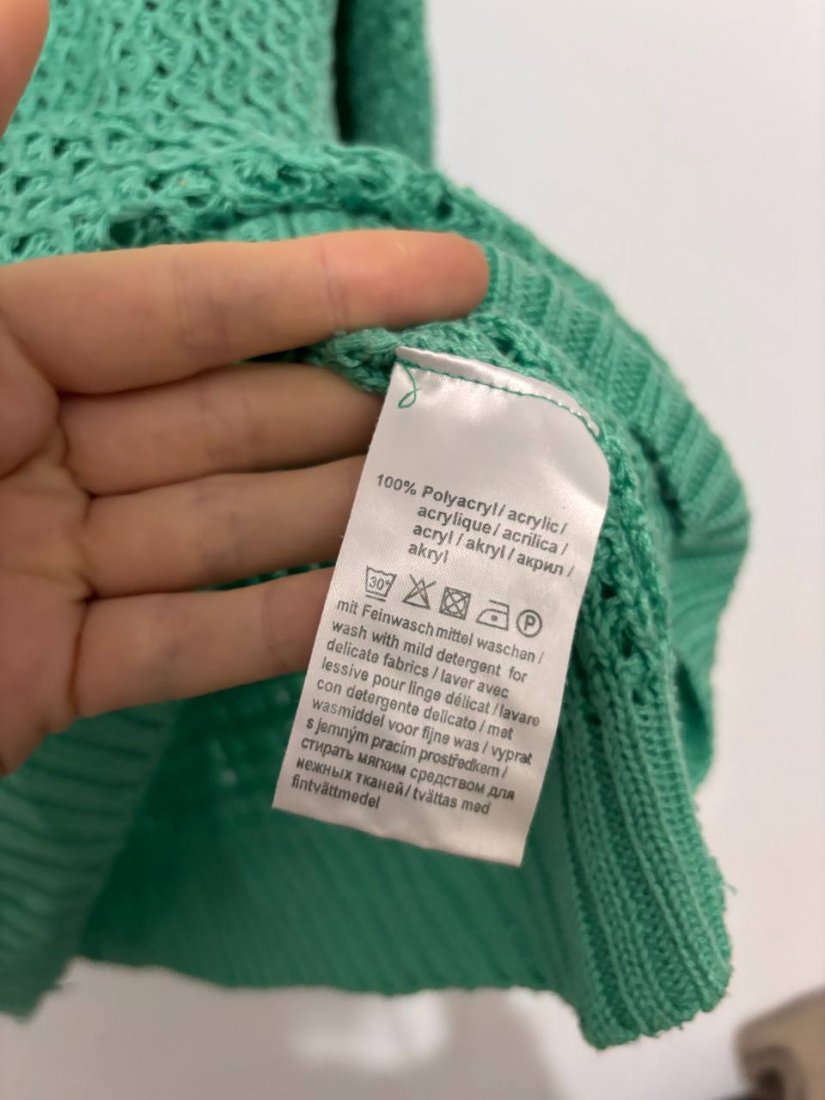 100% Polyacryl / acrylic /
acrylique / acrilica /
acryl / akryl / акрил /
akryl
30° P
mit Feinwaschmittel waschen /
wash with mild detergent for
delicate fabrics / laver avec
lessive pour linge délicat / lavare
con detergente delicato / met
wasmiddel voor fijne was / vyprat
s jemným pracím prostředkem /
стирать мягким средством для
нежных тканей / tvättas med
fintvättmedel